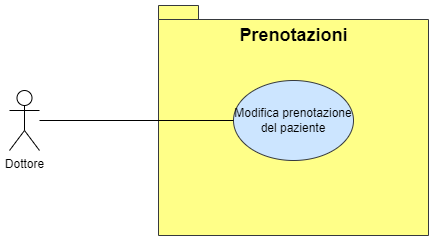 Prenotazioni
Modifica prenotazione
del paziente
Dottore